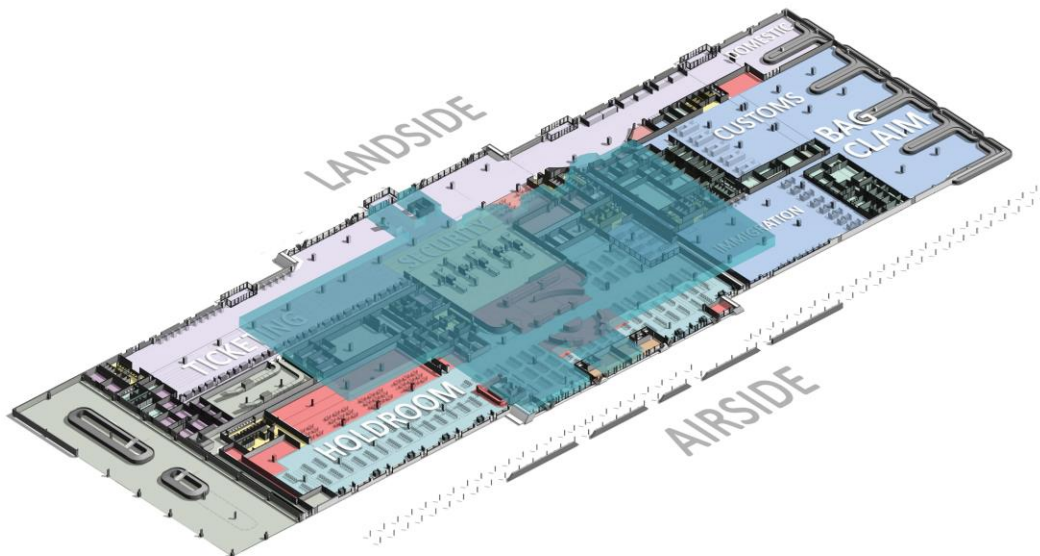 DOMESTIC
LANDSIDE
CUSTOMS
BAG
CLAIM
SECURITY
IMMIGRATION
TICKETING
HOLDROOM
AIRSIDE